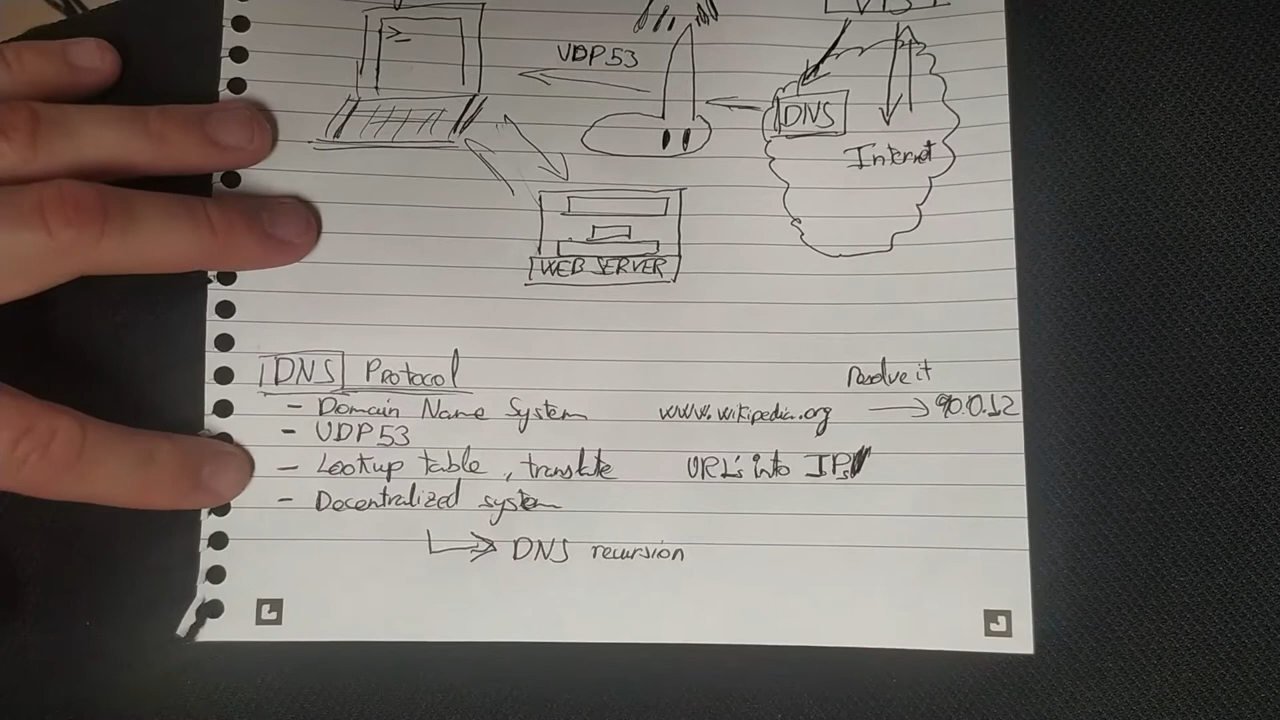 >_
UDP 53
DNS
Internet
WEB SERVER
DNS Protocol
Resolve it
- Domain Name System www.wikipedia.org → 90.0.12
- UDP 53
- Lookup table, translate URL's into IPs
- Decentralized system
DNS recursion